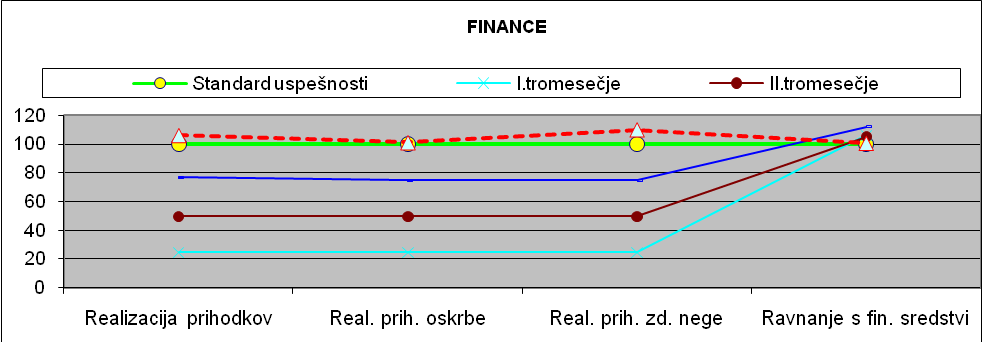 FINANCE
Standard uspešnosti I.tromesečje II.tromesečje
120
100
80
60
40
20
0
Realizacija prihodkov Real. prih. oskrbe Real. prih. zd. nege Ravnanje s fin. sredstvi